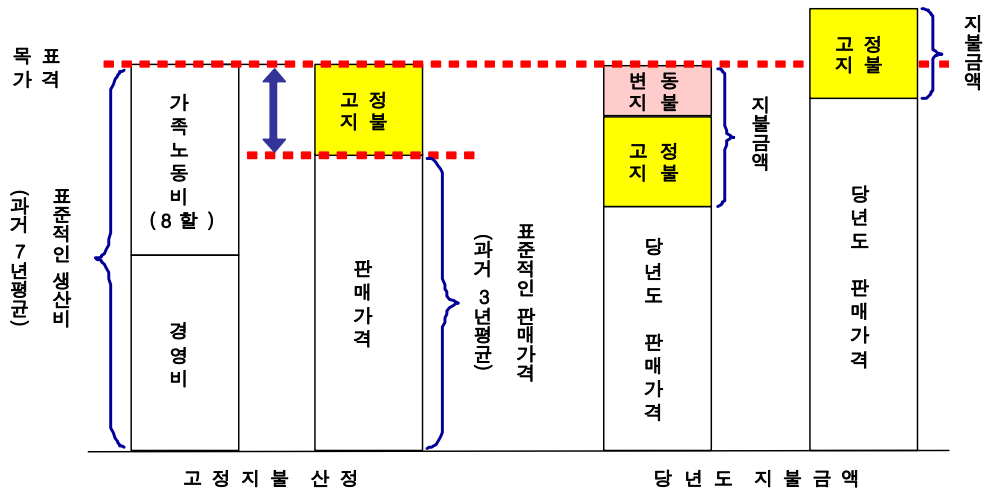 목 표
가 격
표준적인 생산비
(과거 7년평균)
가족노동비
(8할)
경영비
고 정
지 불
판매가격
표준적인 판매가격
(과거 3년평균)
변 동
지 불
고 정
지 불
당년도 판매가격
지불금액
고 정
지 불
당년도 판매가격
지불금액
고 정 지 불 산 정
당 년 도 지 불 금 액